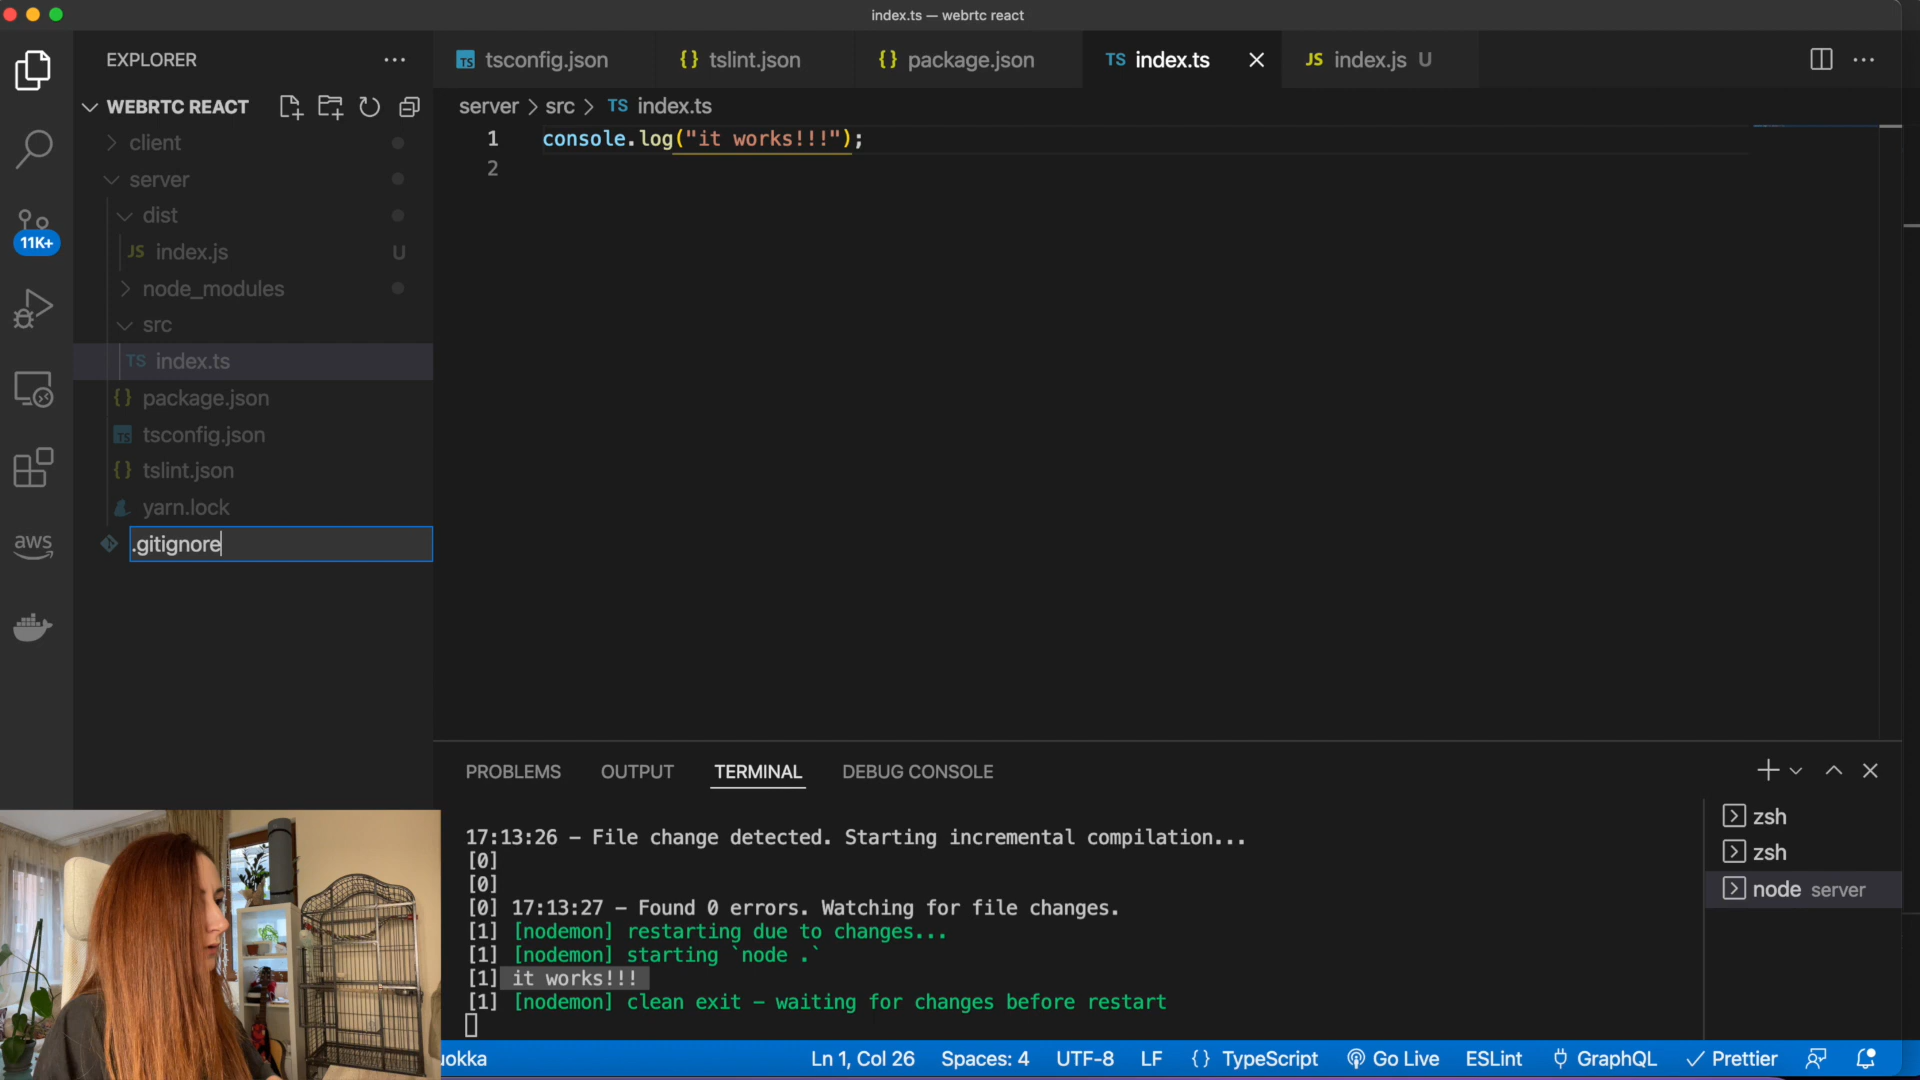 index.ts — webrtc react
EXPLORER
tsconfig.json
{} tslint.json
{} package.json
TS index.ts
JS index.js U
WEBRTC REACT
server > src > TS index.ts
client
server
dist
JS index.js U
node_modules
src
TS index.ts
{} package.json
TS tsconfig.json
{} tslint.json
yarn.lock
.gitignore
11K+
aws
1 console.log("it works!!!");
2
PROBLEMS OUTPUT TERMINAL DEBUG CONSOLE
17:13:26 – File change detected. Starting incremental compilation...
[0]
[0]
[0] 17:13:27 – Found 0 errors. Watching for file changes.
[1] [nodemon] restarting due to changes...
[1] [nodemon] starting `node .`
[1] it works!!!
[1] [nodemon] clean exit – waiting for changes before restart
zsh
zsh
node server
uokka Ln 1, Col 26 Spaces: 4 UTF-8 LF {} TypeScript Go Live ESLint GraphQL Prettier